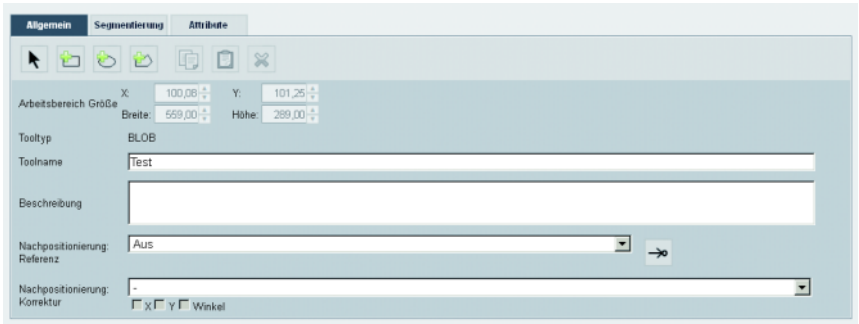 Allgemein Segmentierung Attribute
X: 100,08 Y: 101,25
Arbeitsbereich Größe
Breite: 559,00 Höhe: 289,00
Tooltyp BLOB
Toolname Test
Beschreibung
Nachpositionierung: Aus
Referenz
Nachpositionierung: -
Korrektur X Y Winkel